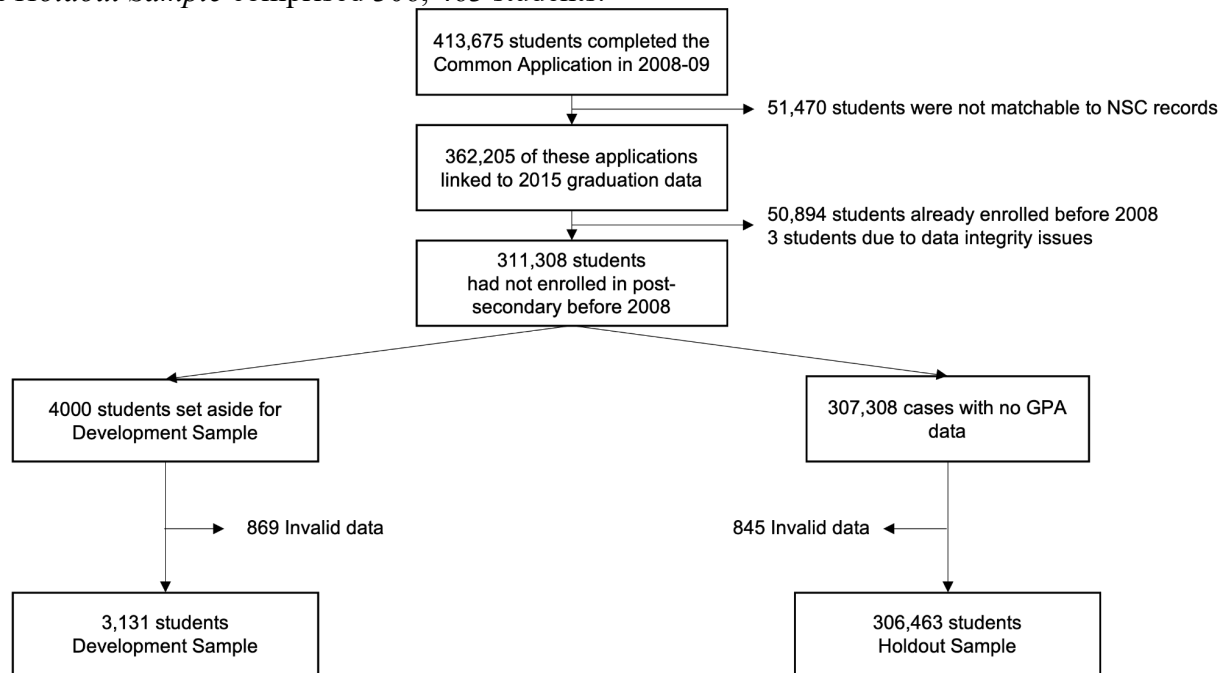 Holdout Sample comprised 306, 463 students.
413,675 students completed the
Common Application in 2008-09
51,470 students were not matchable to NSC records
362,205 of these applications
linked to 2015 graduation data
50,894 students already enrolled before 2008
3 students due to data integrity issues
311,308 students
had not enrolled in post-
secondary before 2008
4000 students set aside for
Development Sample
307,308 cases with no GPA
data
869 Invalid data
845 Invalid data
3,131 students
Development Sample
306,463 students
Holdout Sample